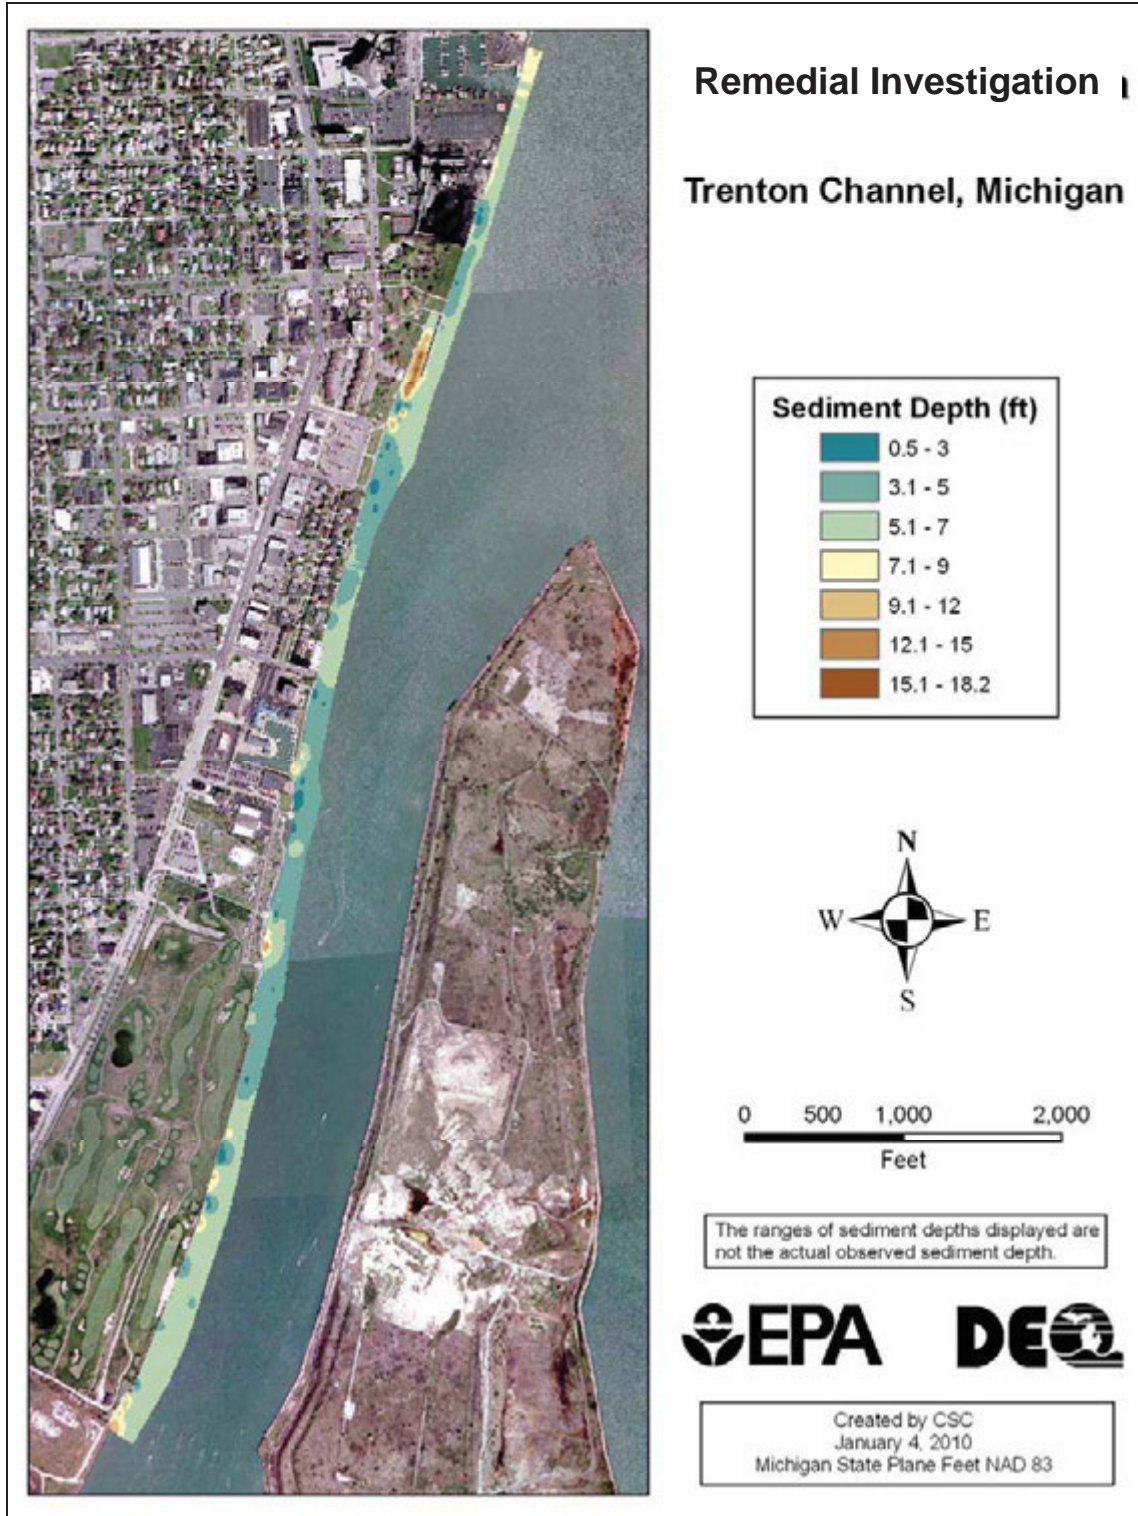 Remedial Investigation
Trenton Channel, Michigan
Sediment Depth (ft)
0.5 - 3
3.1 - 5
5.1 - 7
7.1 - 9
9.1 - 12
12.1 - 15
15.1 - 18.2
N
W
E
S
0 500 1,000 2,000
Feet
The ranges of sediment depths displayed are
not the actual observed sediment depth.
EPA
DEQ
Created by CSC
January 4, 2010
Michigan State Plane Feet NAD 83